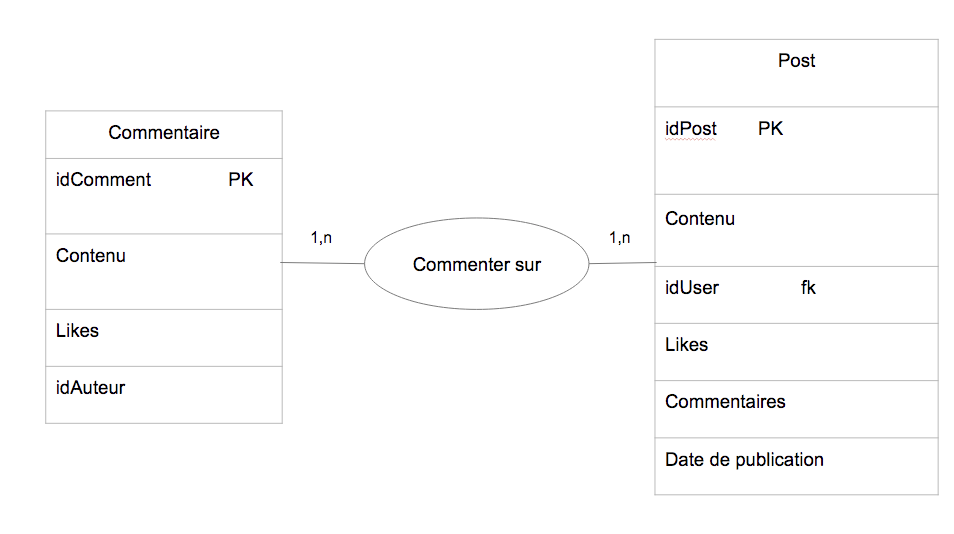 Commentaire
idComment PK
Contenu
Likes
idAuteur
1,n
Commenter sur
1,n
Post
idPost PK
Contenu
idUser fk
Likes
Commentaires
Date de publication